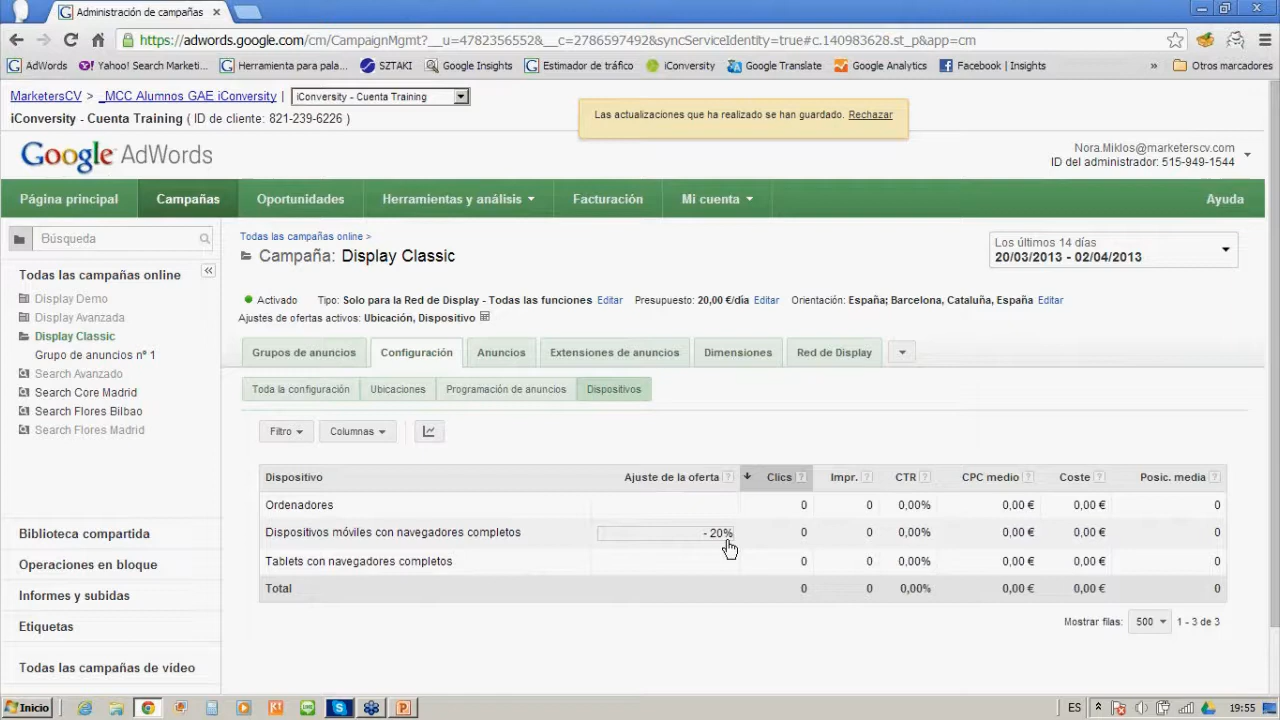 Administración de campañas
https://adwords.google.com/cm/CampaignMgmt?__u=4782356552&__c=2786597492&syncServiceIdentity=true#c.140983628.st_p&app=cm
AdWords Yahoo! Search Marketi... Herramienta para pala... SZTAKI Google Insights Estimador de tráfico iConversity Google Translate Google Analytics Facebook | Insights » Otros marcadores
MarketersCV > _MCC Alumnos GAE iConversity | iConversity - Cuenta Training
iConversity - Cuenta Training ( ID de cliente: 821-239-6226 )
Las actualizaciones que ha realizado se han guardado. Rechazar
Google AdWords
Nora.Miklos@marketerscv.com
ID del administrador: 515-949-1544
Página principal Campañas Oportunidades Herramientas y análisis Facturación Mi cuenta Ayuda
Búsqueda
Todas las campañas online
Display Demo
Display Avanzada
Display Classic
Grupo de anuncios nº 1
Search Avanzado
Search Core Madrid
Search Flores Bilbao
Search Flores Madrid
Biblioteca compartida
Operaciones en bloque
Informes y subidas
Etiquetas
Todas las campañas de video
Todas las campañas online >
Campaña: Display Classic
Los últimos 14 días
20/03/2013 - 02/04/2013
Activado Tipo: Solo para la Red de Display - Todas las funciones Editar Presupuesto: 20,00 €/día Editar Orientación: España; Barcelona, Cataluña, España Editar
Ajustes de ofertas activos: Ubicación, Dispositivo
Grupos de anuncios Configuración Anuncios Extensiones de anuncios Dimensiones Red de Display
Toda la configuración Ubicaciones Programación de anuncios Dispositivos
Filtro Columnas
Dispositivo Ajuste de la oferta ? Clics ? Impr. ? CTR ? CPC medio ? Coste ? Posic. media ?
Ordenadores 0 0 0,00% 0,00 € 0,00 € 0
Dispositivos móviles con navegadores completos - 20% 0 0 0,00% 0,00 € 0,00 € 0
Tablets con navegadores completos 0 0 0,00% 0,00 € 0,00 € 0
Total 0 0 0,00% 0,00 € 0,00 € 0
Mostrar filas: 500 1 - 3 de 3
Inicio ES 19:55